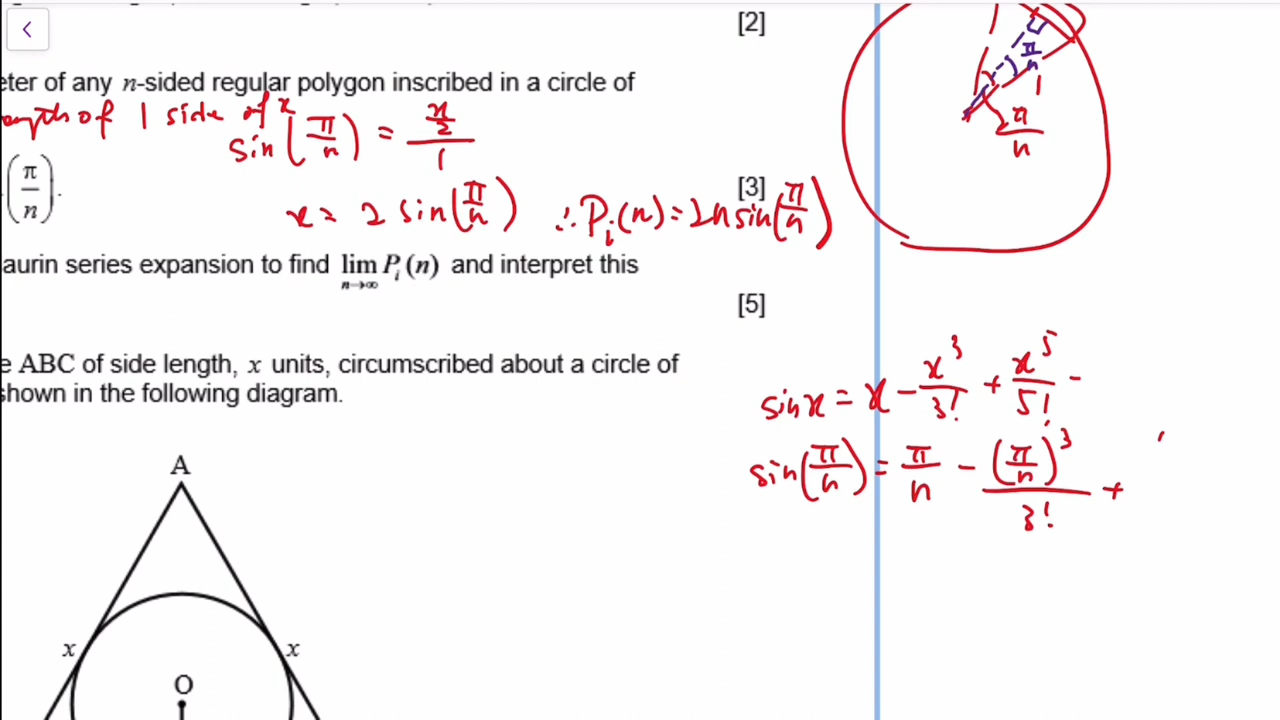 [2]
eter of any n-sided regular polygon inscribed in a circle of
length of 1 side of x
sin(π/n) = (x/2)/1
(π/n).
x = 2 sin(π/n) ∴ Pᵢ(n) = 2n sin(π/n)
[3]
aurin series expansion to find lim n→∞ Pᵢ(n) and interpret this
[5]
e ABC of side length, x units, circumscribed about a circle of
shown in the following diagram.
π/n
1
2π/n
sin x = x - x³/3! + x⁵/5! -
sin(π/n) = π/n - (π/n)³/3! +
A
x
x
O